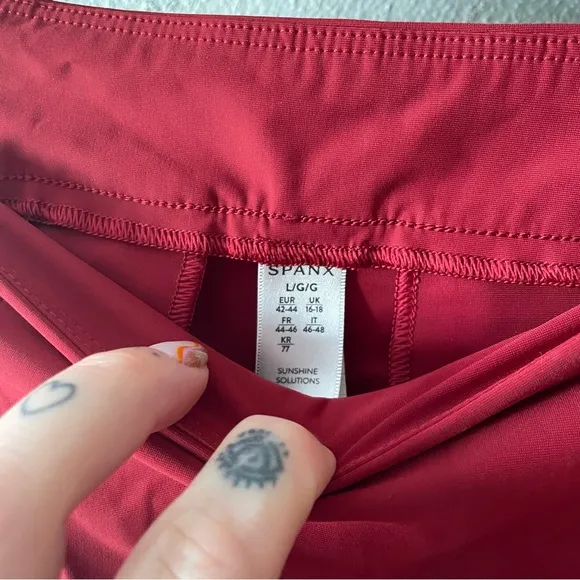 SPANX
L/G/G
EUR UK
42-44 16-18
FR IT
44-46 46-48
KR
77
SUNSHINE
SOLUTIONS